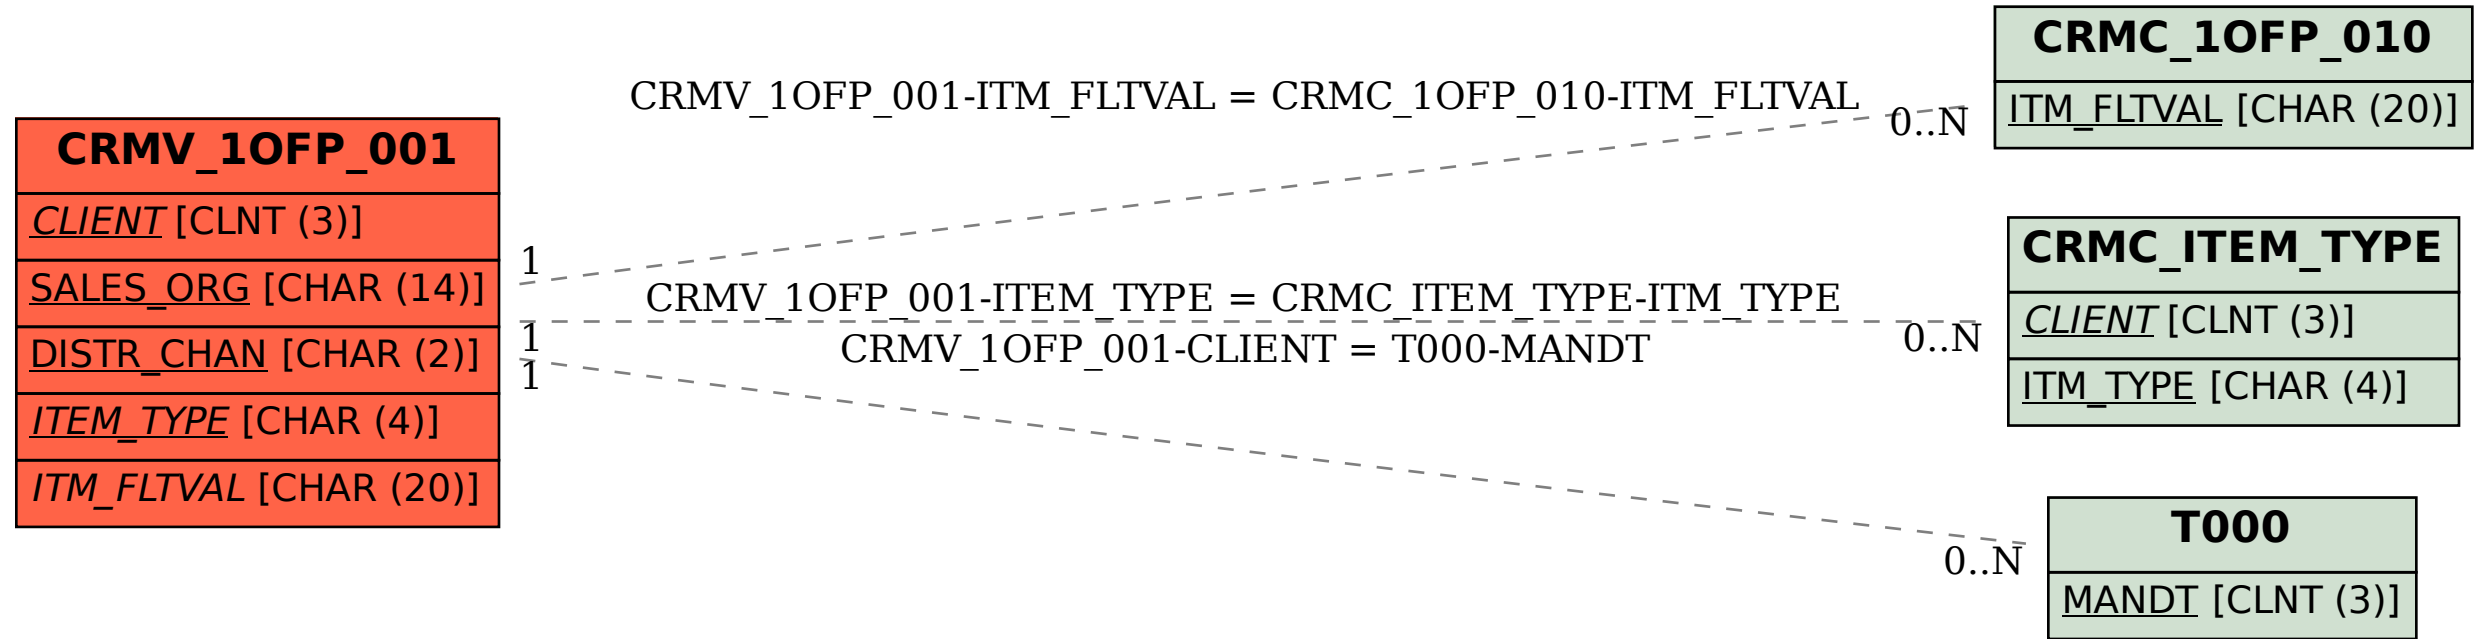 CRMV_1OFP_001
CLIENT [CLNT (3)]
SALES_ORG [CHAR (14)]
DISTR_CHAN [CHAR (2)]
ITEM_TYPE [CHAR (4)]
ITM_FLTVAL [CHAR (20)]
CRMV_1OFP_001-ITM_FLTVAL = CRMC_1OFP_010-ITM_FLTVAL
0..N
1
CRMV_1OFP_001-ITEM_TYPE = CRMC_ITEM_TYPE-ITM_TYPE
0..N
1
CRMV_1OFP_001-CLIENT = T000-MANDT
1
0..N
CRMC_1OFP_010
ITM_FLTVAL [CHAR (20)]
CRMC_ITEM_TYPE
CLIENT [CLNT (3)]
ITM_TYPE [CHAR (4)]
T000
MANDT [CLNT (3)]